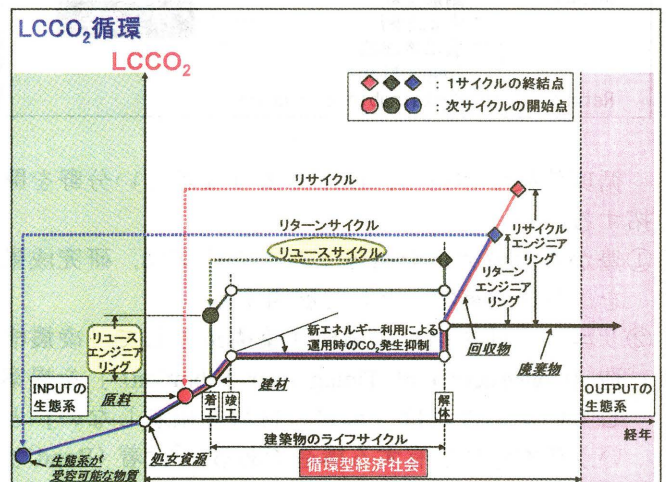 LCCO₂循環
LCCO₂
：1サイクルの終結点
：次サイクルの開始点
リサイクル
リターンサイクル
リユースサイクル
リサイクル
エンジニア
リング
リターン
エンジニア
リング
リユース
エンジニア
リング
新エネルギー利用による
運用時のCO₂発生抑制
回収物
廃棄物
INPUTの
生態系
原料
着工
竣工
建材
解体
OUTPUTの
生態系
経年
建築物のライフサイクル
処女資源
循環型経済社会
生態系が
受容可能な物質